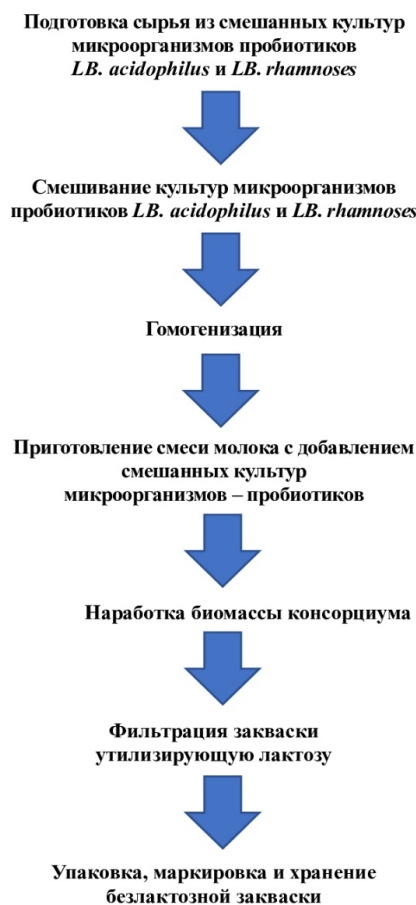 Подготовка сырья из смешанных культур
микроорганизмов пробиотиков
LB. acidophilus и LB. rhamnoses
Смешивание культур микроорганизмов
пробиотиков LB. acidophilus и LB. rhamnoses
Гомогенизация
Приготовление смеси молока с добавлением
смешанных культур
микроорганизмов – пробиотиков
Наработка биомассы консорциума
Фильтрация закваски
утилизирующую лактозу
Упаковка, маркировка и хранение
безлактозной закваски